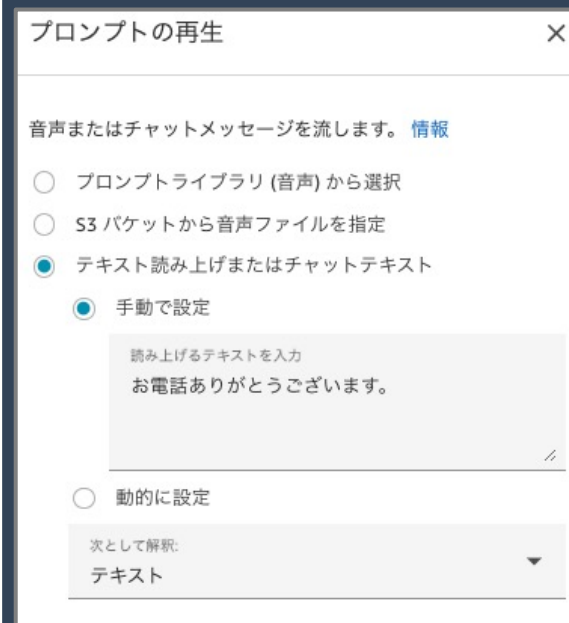 プロンプトの再生
音声またはチャットメッセージを流します。 情報
プロンプトライブラリ (音声) から選択
S3 バケットから音声ファイルを指定
テキスト読み上げまたはチャットテキスト
手動で設定
読み上げるテキストを入力
お電話ありがとうございます。
動的に設定
次として解釈:
テキスト